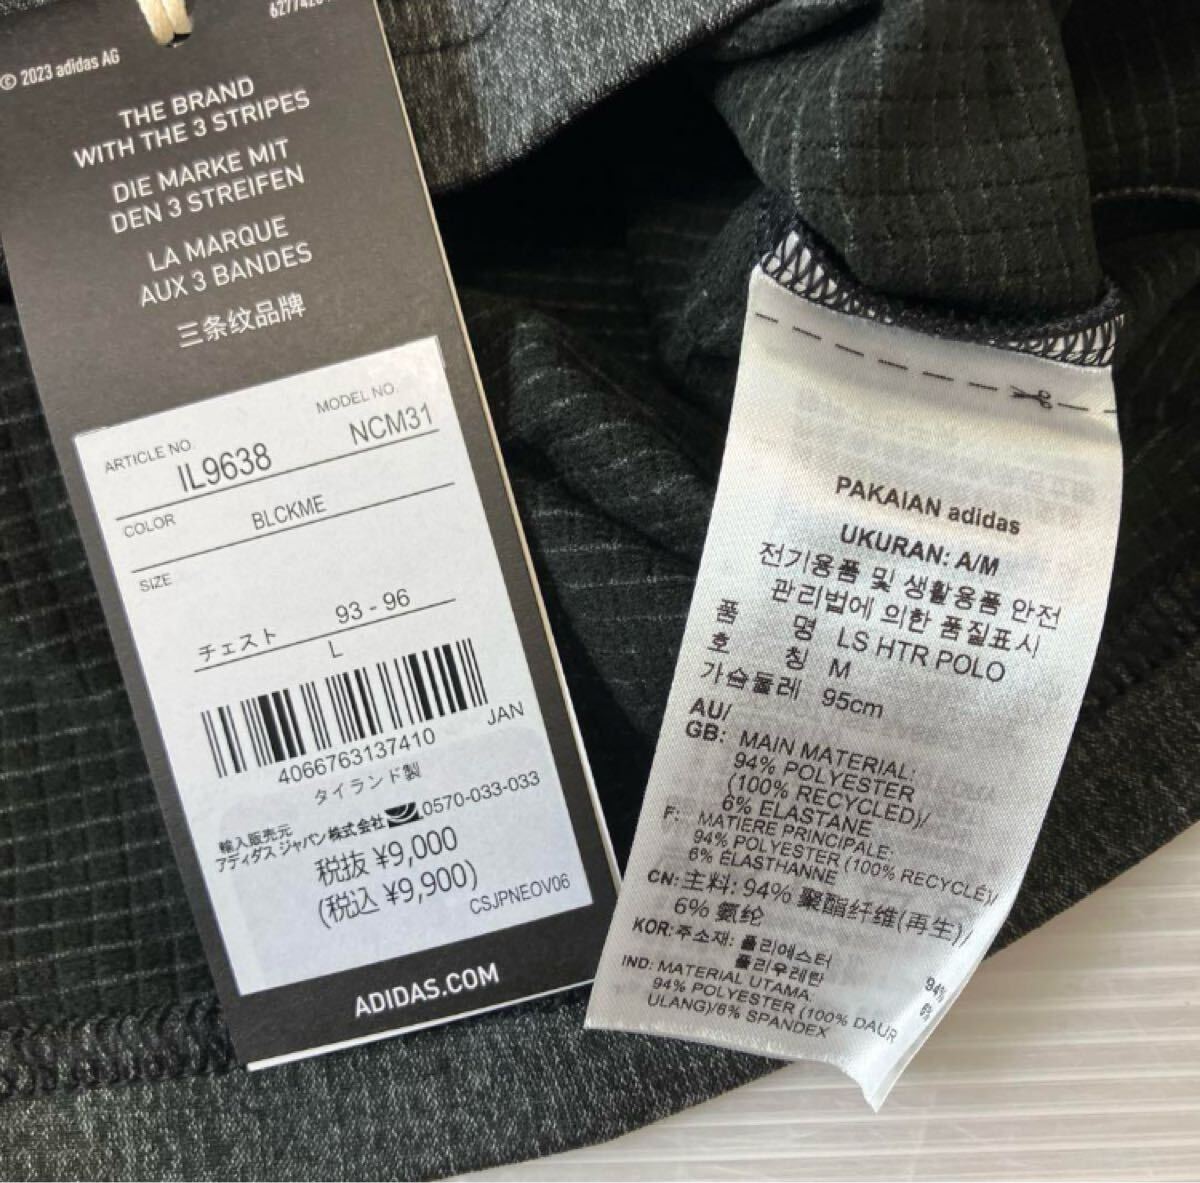 © 2023 adidas AG
THE BRAND
WITH THE 3 STRIPES
DIE MARKE MIT
DEN 3 STREIFEN
LA MARQUE
AUX 3 BANDES
三条纹品牌
ARTICLE NO.
IL9638
MODEL NO.
NCM31
COLOR
BLCKME
SIZE
チェスト 93 - 96
L
JAN
4066763137410
タイランド製
輸入販売元
アディダス ジャパン株式会社 0570-033-033
税抜 ¥9,000
(税込 ¥9,900)
CSJPNEOV06
ADIDAS.COM
PAKAIAN adidas
UKURAN: A/M
전기용품 및 생활용품 안전
관리법에 의한 품질표시
품 명 LS HTR POLO
호 칭 M
가슴둘레 95cm
AU/
GB: MAIN MATERIAL:
94% POLYESTER
(100% RECYCLED)/
6% ELASTANE
F: MATIERE PRINCIPALE:
94% POLYESTER (100% RECYCLÉ)/
6% ÉLASTHANNE
CN: 主料: 94% 聚酯纤维(再生)/
6% 氨纶
KOR: 주소재: 폴리에스터 94%
폴리우레탄 6%
IND: MATERIAL UTAMA:
94% POLYESTER (100% DAUR
ULANG)/6% SPANDEX